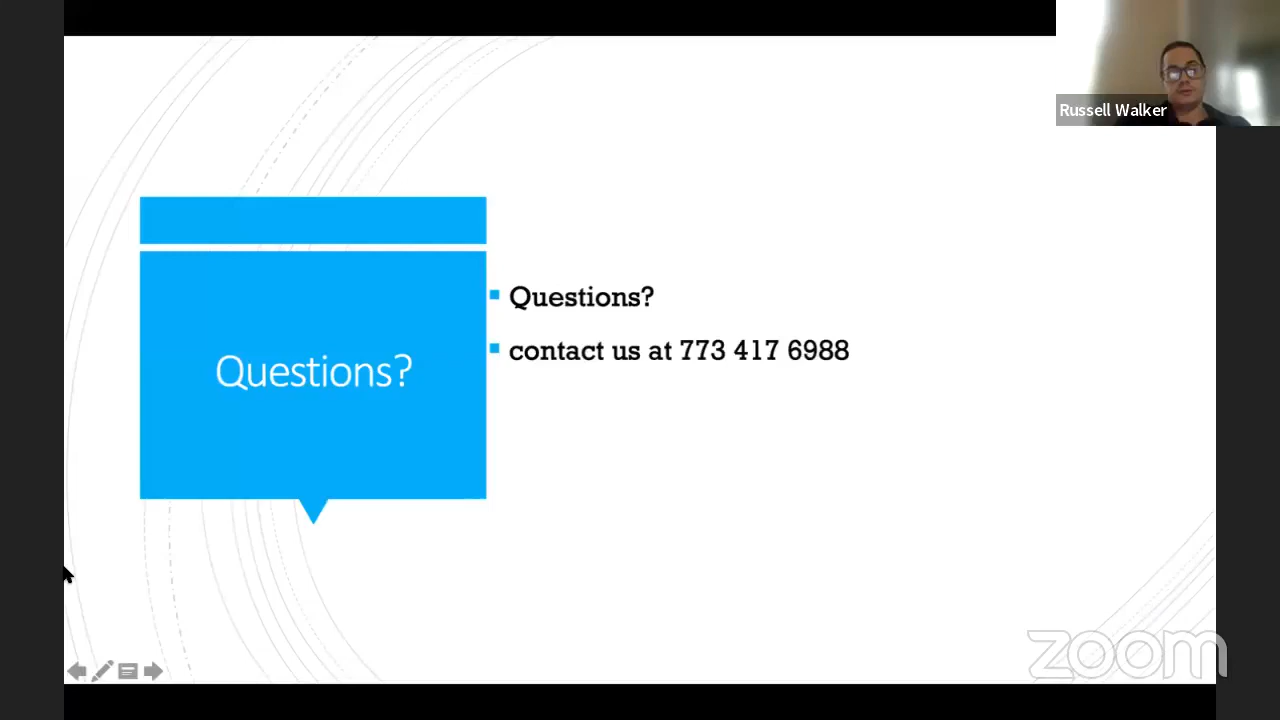 Russell Walker
Questions?
Questions?
contact us at 773 417 6988
zoom